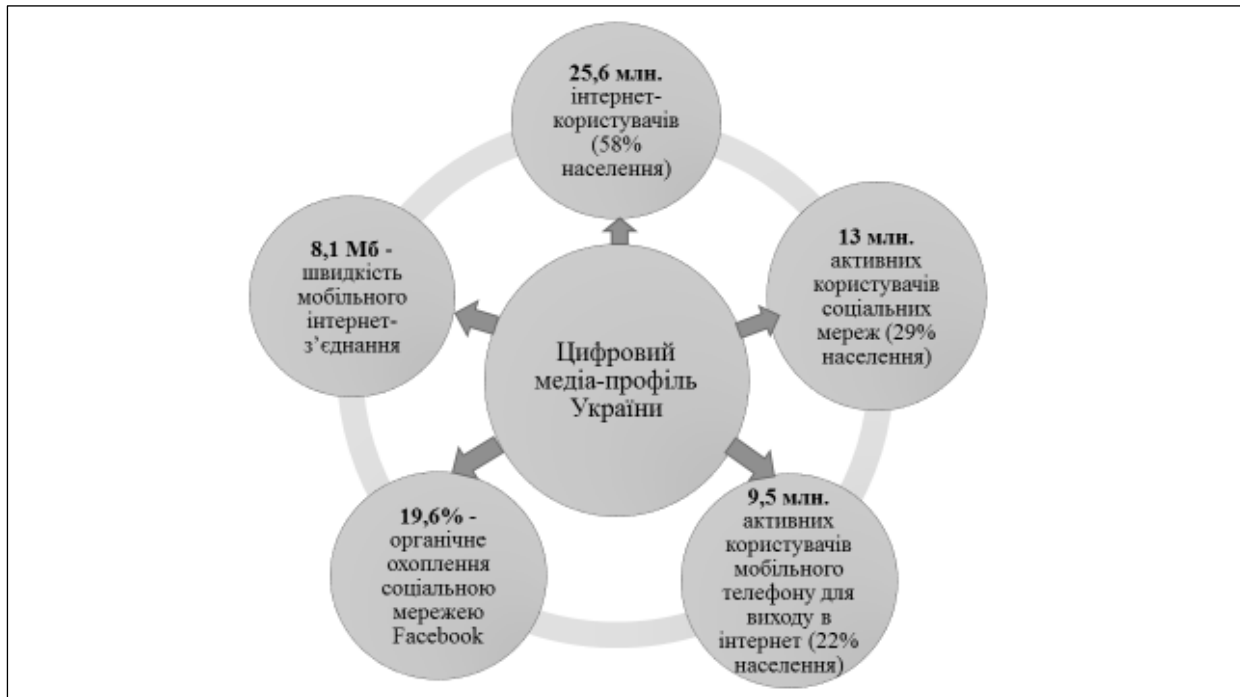 25,6 млн.
інтернет-
користувачів
(58%
населення)
13 млн.
активних
користувачів
соціальних
мереж (29%
населення)
9,5 млн.
активних
користувачів
мобільного
телефону для
виходу в
інтернет (22%
населення)
19,6% -
органічне
охоплення
соціальною
мережею
Facebook
8,1 Мб -
швидкість
мобільного
інтернет-
з’єднання
Цифровий
медіа-профіль
України